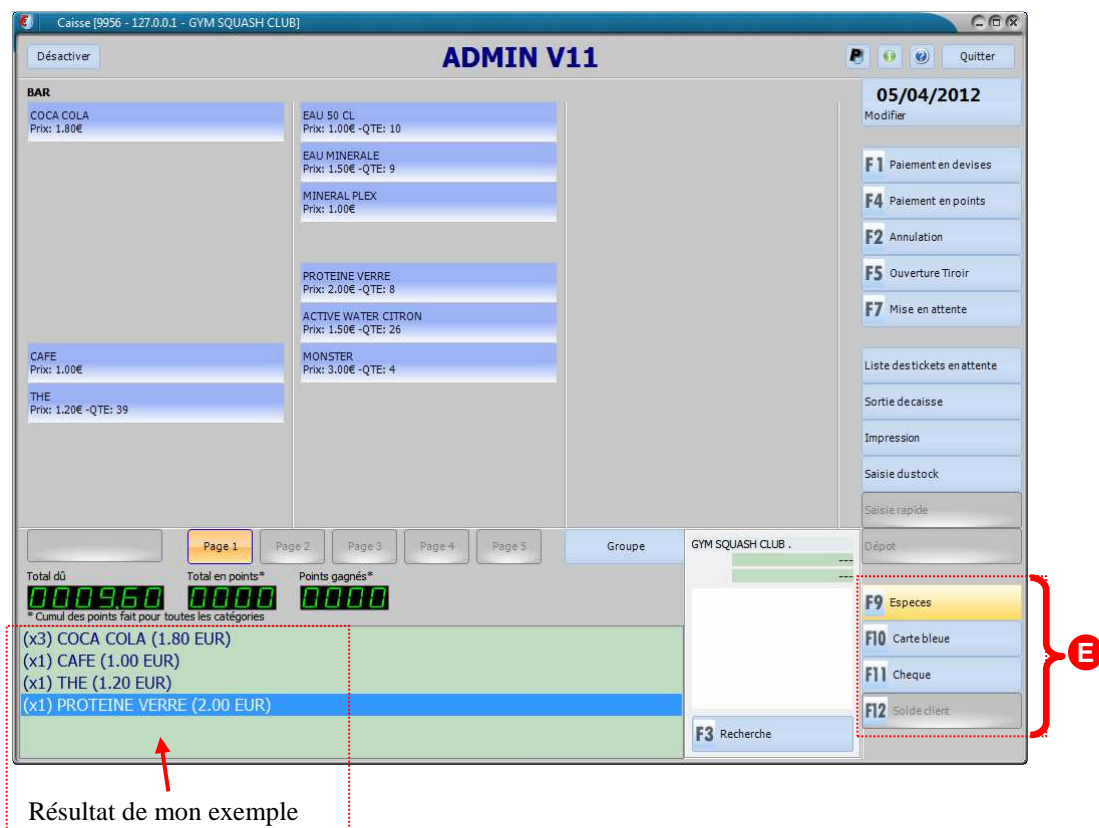 Caisse [9956 - 127.0.0.1 - GYM SQUASH CLUB]
Désactiver
ADMIN V11
Quitter
BAR
COCA COLA
Prix: 1.80€
EAU 50 CL
Prix: 1.00€ -QTE: 10
EAU MINERALE
Prix: 1.50€ -QTE: 9
MINERAL PLEX
Prix: 1.00€
PROTEINE VERRE
Prix: 2.00€ -QTE: 8
ACTIVE WATER CITRON
Prix: 1.50€ -QTE: 26
CAFE
Prix: 1.00€
MONSTER
Prix: 3.00€ -QTE: 4
THE
Prix: 1.20€ -QTE: 39
05/04/2012
Modifier
F1 Paiement en devises
F4 Paiement en points
F2 Annulation
F5 Ouverture Tiroir
F7 Mise en attente
Liste des tickets en attente
Sortie de caisse
Impression
Saisie du stock
Saisie rapide
Dépot
Page 1
Page 2
Page 3
Page 4
Page 5
Groupe
GYM SQUASH CLUB .
---
---
Total dû
Total en points*
Points gagnés*
0009,60
0000
0000
* Cumul des points fait pour toutes les catégories
(x3) COCA COLA (1.80 EUR)
(x1) CAFE (1.00 EUR)
(x1) THE (1.20 EUR)
(x1) PROTEINE VERRE (2.00 EUR)
F3 Recherche
F9 Especes
F10 Carte bleue
F11 Cheque
F12 Solde client
E
Résultat de mon exemple